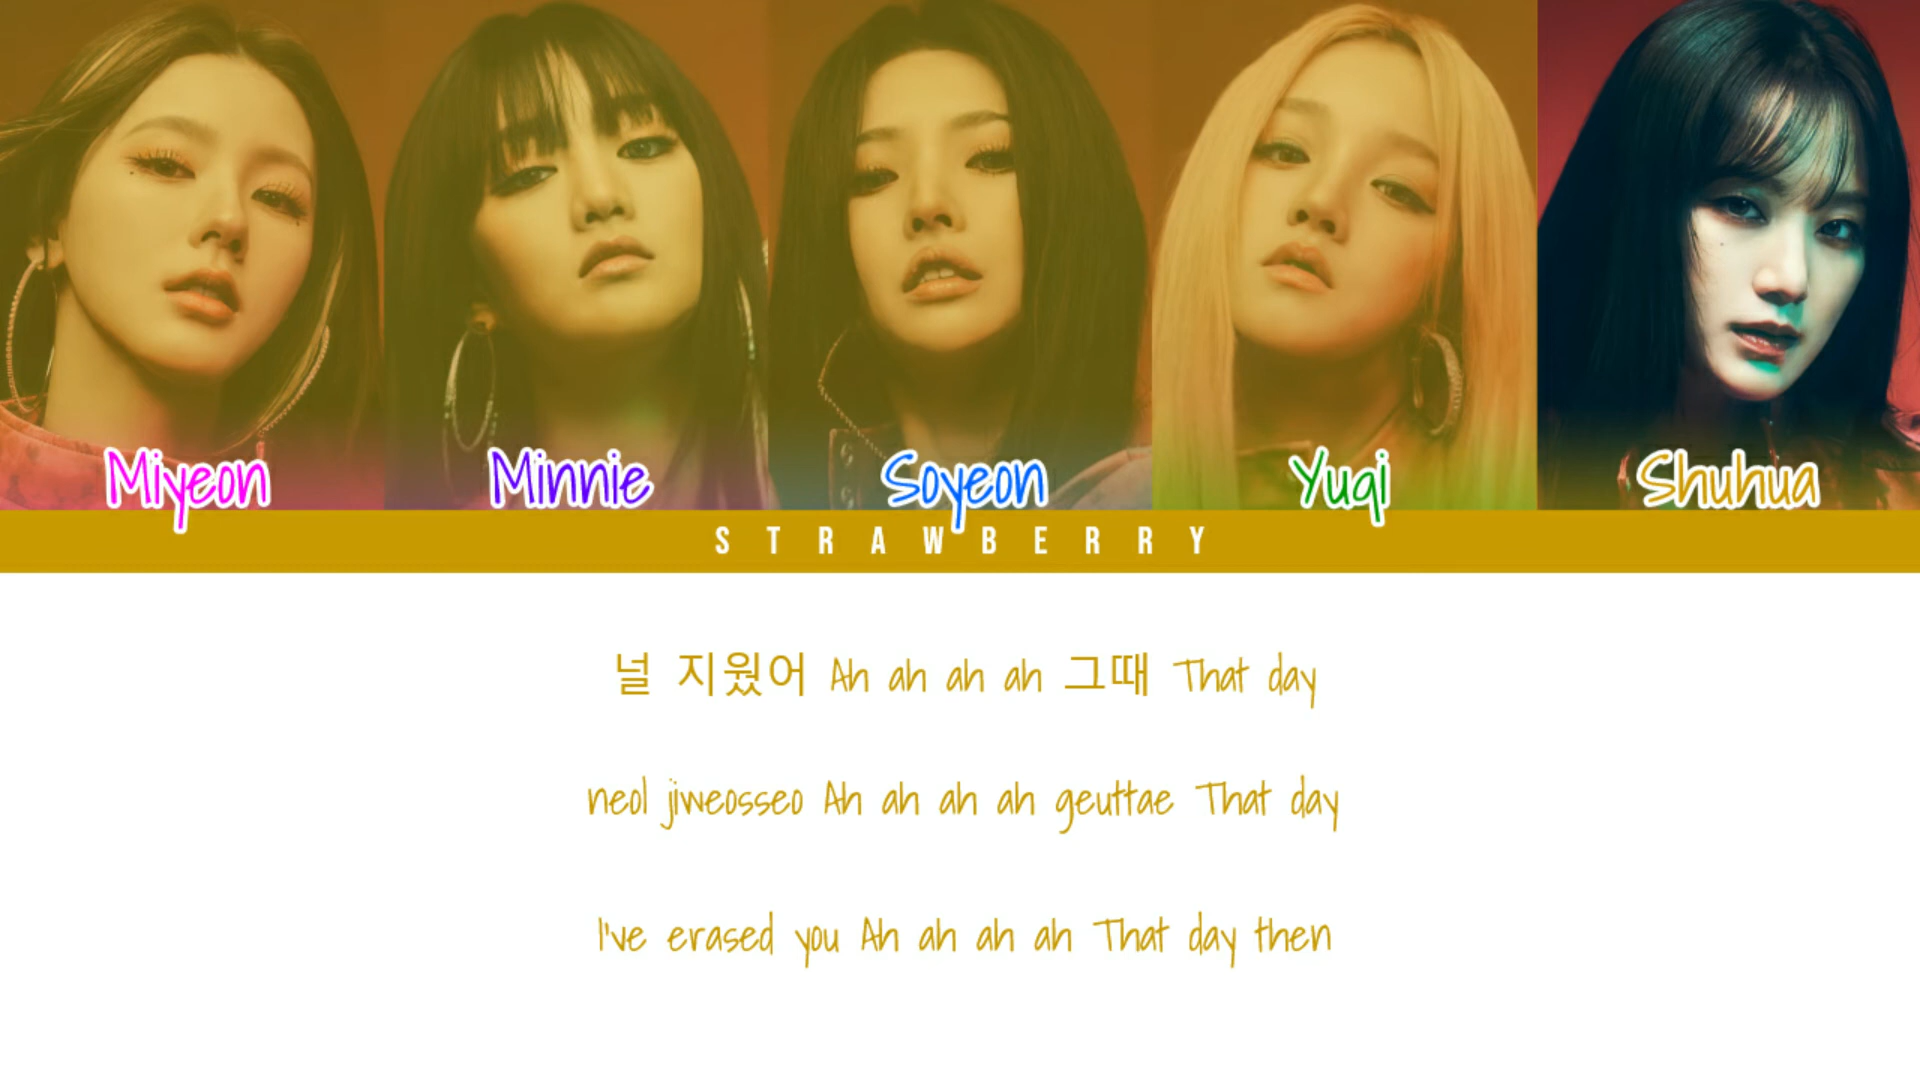 Miyeon Minnie Soyeon Yuqi Shuhua
STRAWBERRY
널 지웠어 Ah ah ah ah 그때 That day
neol jiweosseo Ah ah ah ah geuttae That day
I've erased you Ah ah ah ah That day then